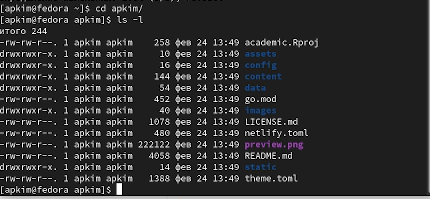 [apkim@fedora ~]$ cd apkim/
[apkim@fedora apkim]$ ls -l
итого 244
-rw-rw-r--. 1 apkim apkim 258 фев 24 13:49 academic.Rproj
drwxrwxr-x. 1 apkim apkim 10 фев 24 13:49 assets
drwxrwxr-x. 1 apkim apkim 16 фев 24 13:49 config
drwxrwxr-x. 1 apkim apkim 144 фев 24 13:49 content
drwxrwxr-x. 1 apkim apkim 54 фев 24 13:49 data
-rw-rw-r--. 1 apkim apkim 452 фев 24 13:49 go.mod
drwxrwxr-x. 1 apkim apkim 40 фев 24 13:49 images
-rw-rw-r--. 1 apkim apkim 1078 фев 24 13:49 LICENSE.md
-rw-rw-r--. 1 apkim apkim 480 фев 24 13:49 netlify.toml
-rw-rw-r--. 1 apkim apkim 222122 фев 24 13:49 preview.png
-rw-rw-r--. 1 apkim apkim 4058 фев 24 13:49 README.md
drwxrwxr-x. 1 apkim apkim 14 фев 24 13:49 static
-rw-rw-r--. 1 apkim apkim 1388 фев 24 13:49 theme.toml
[apkim@fedora apkim]$